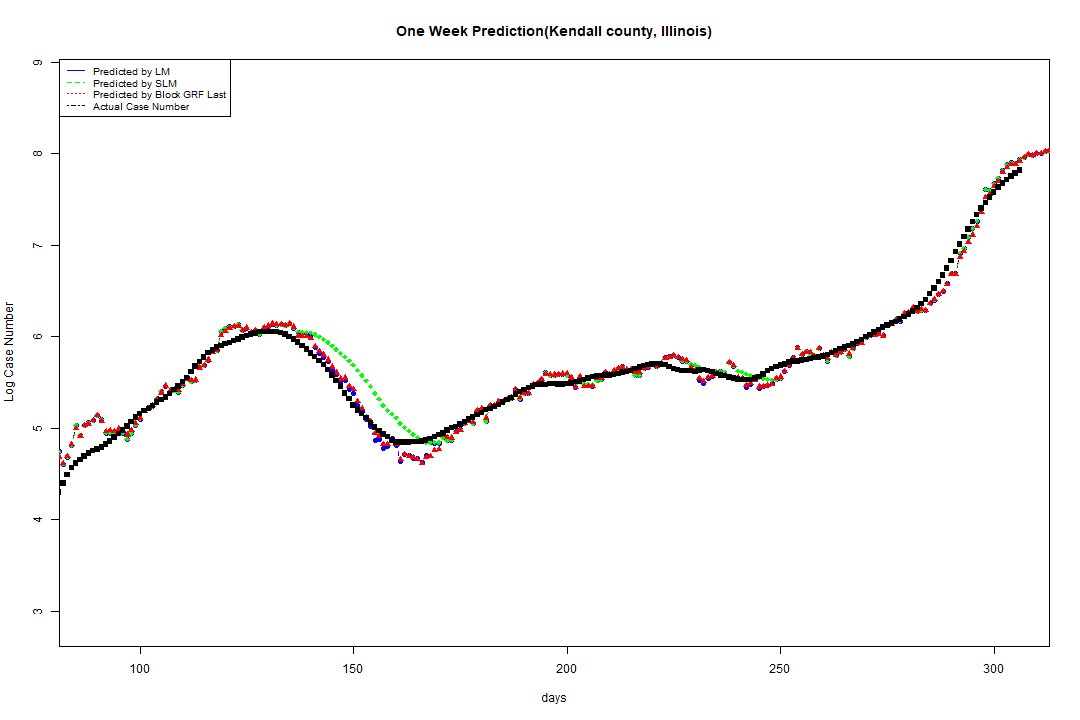 One Week Prediction(Kendall county, Illinois)
Predicted by LM
Predicted by SLM
Predicted by Block GRF Last
Actual Case Number
9
8
7
6
5
4
3
Log Case Number
100 150 200 250 300
days